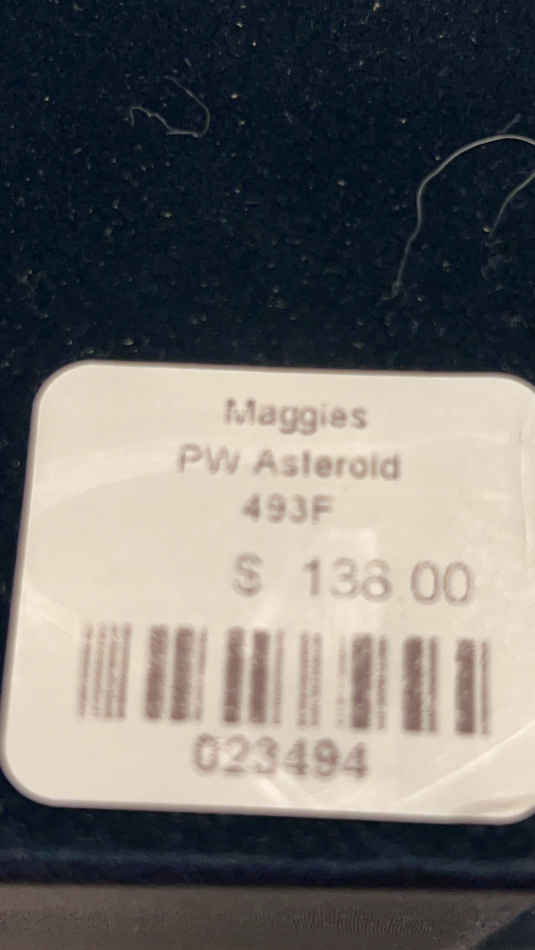 Maggies
PW Asteroid
493F
$ 138.00
023494